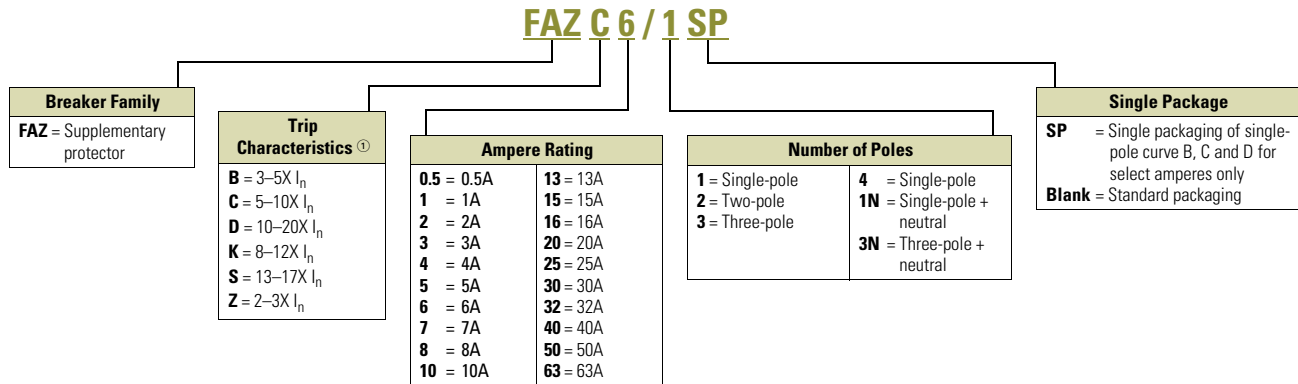 FAZ C 6 / 1 SP
Breaker Family
FAZ = Supplementary
protector
Trip
Characteristics ①
B = 3–5X In
C = 5–10X In
D = 10–20X In
K = 8–12X In
S = 13–17X In
Z = 2–3X In
Ampere Rating
0.5 = 0.5A
1 = 1A
2 = 2A
3 = 3A
4 = 4A
5 = 5A
6 = 6A
7 = 7A
8 = 8A
10 = 10A
13 = 13A
15 = 15A
16 = 16A
20 = 20A
25 = 25A
30 = 30A
32 = 32A
40 = 40A
50 = 50A
63 = 63A
Number of Poles
1 = Single-pole
2 = Two-pole
3 = Three-pole
4 = Single-pole
1N = Single-pole +
neutral
3N = Three-pole +
neutral
Single Package
SP = Single packaging of single-
pole curve B, C and D for
select amperes only
Blank = Standard packaging